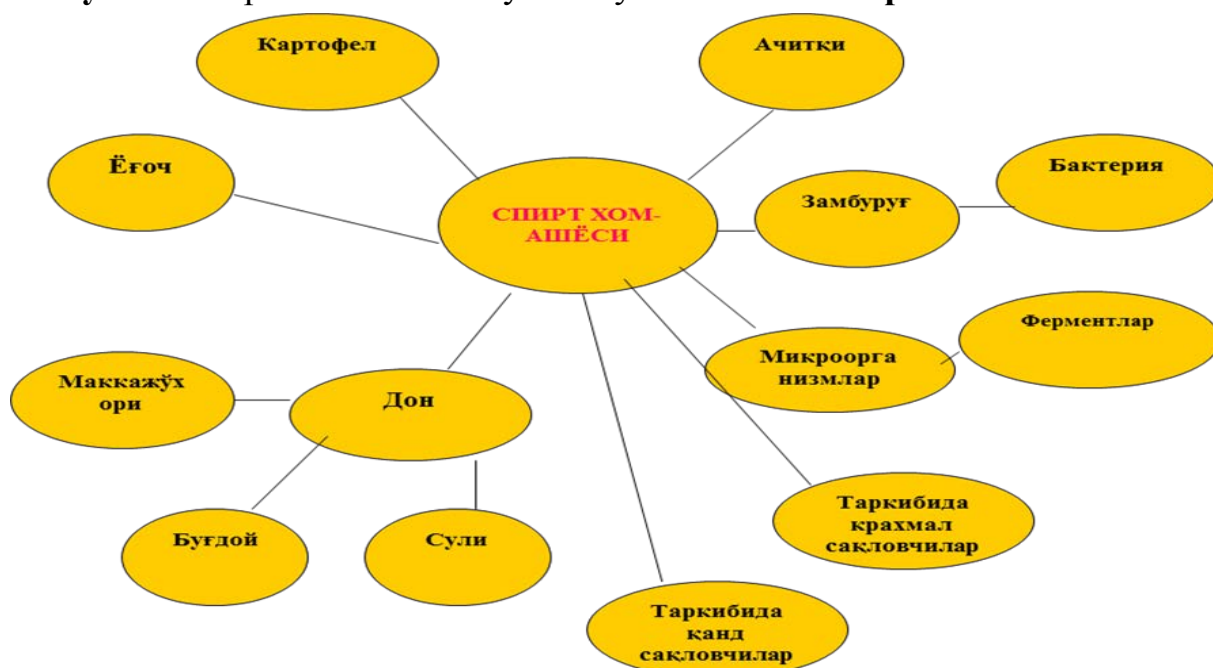 Картофел
Ачитқи
Ёғоч
Бактерия
Замбуруғ
СПИРТ ХОМ-
АШЁСИ
Ферментлар
Микроорга
низмлар
Маккажўх
ори
Дон
Таркибида
крахмал
сақловчилар
Буғдой
Сули
Таркибида
қанд
сақловчилар